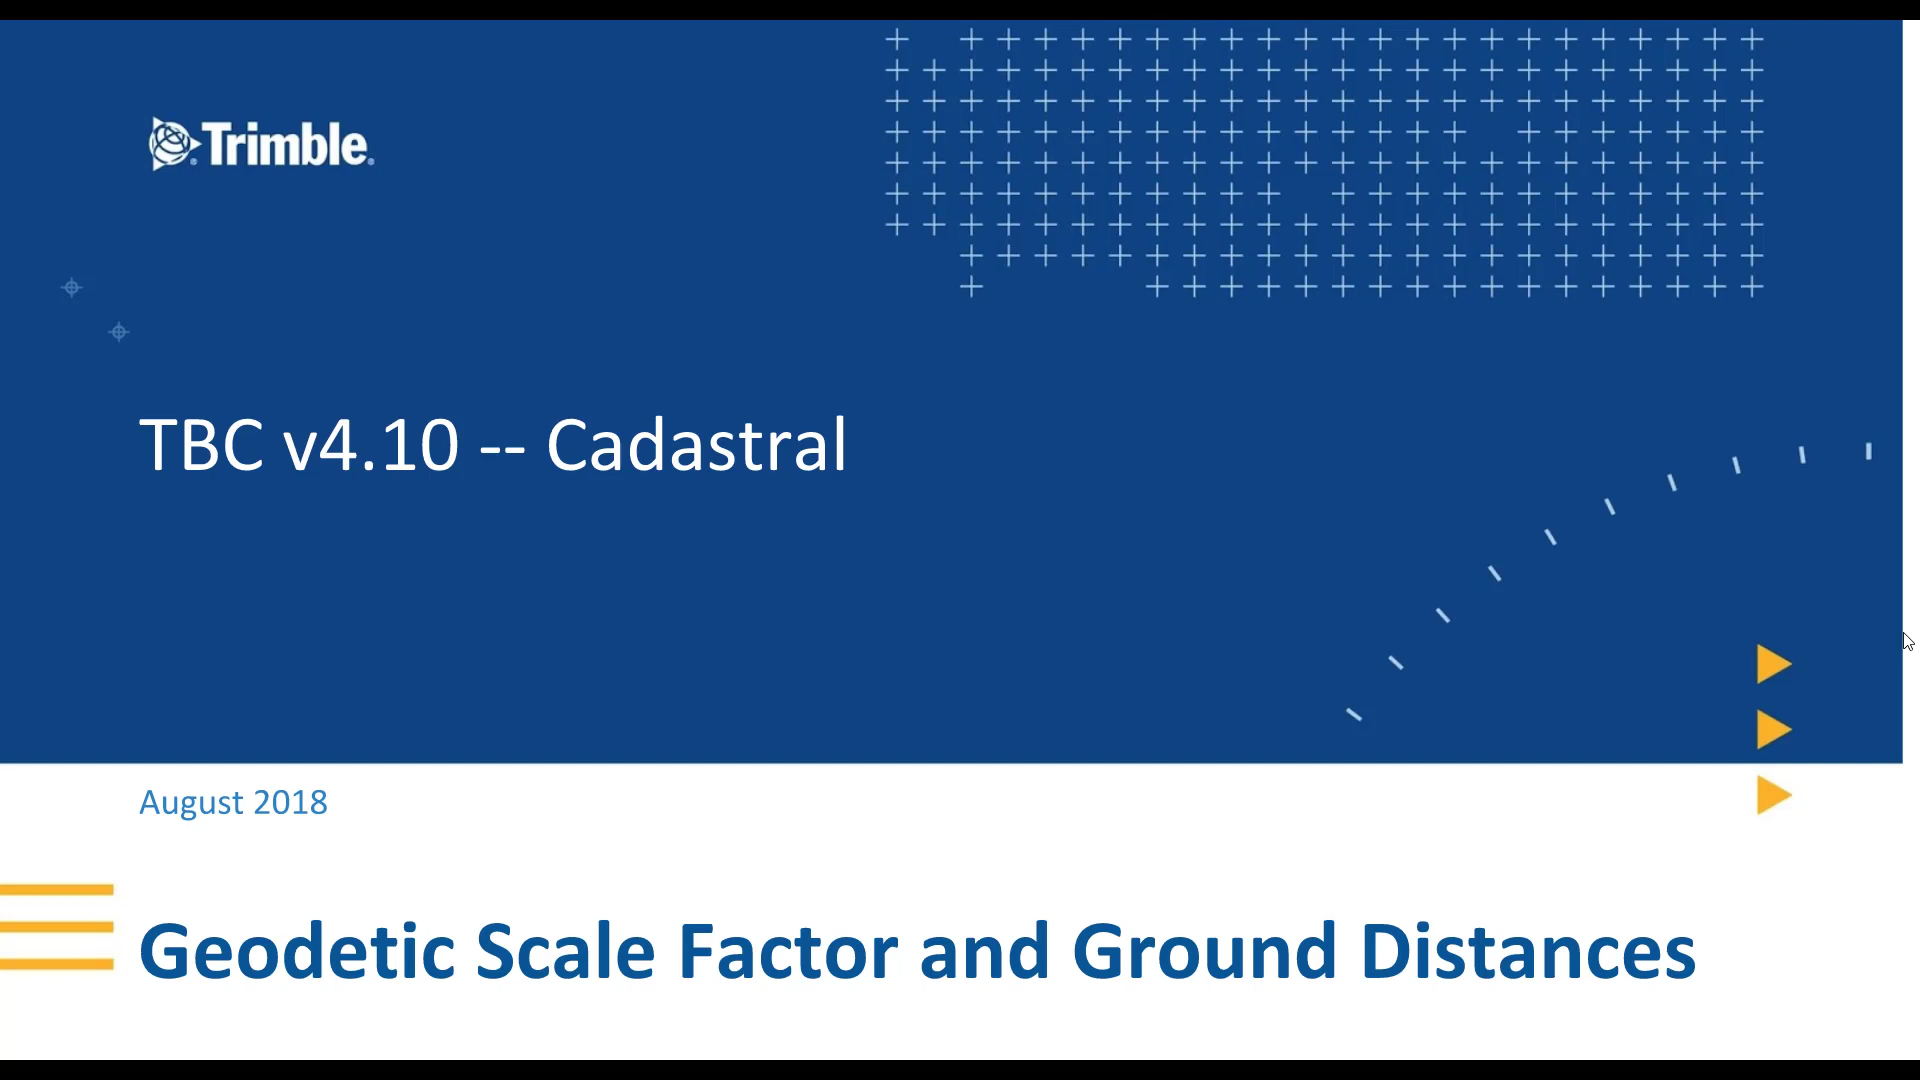 Trimble
TBC v4.10 -- Cadastral
August 2018
Geodetic Scale Factor and Ground Distances